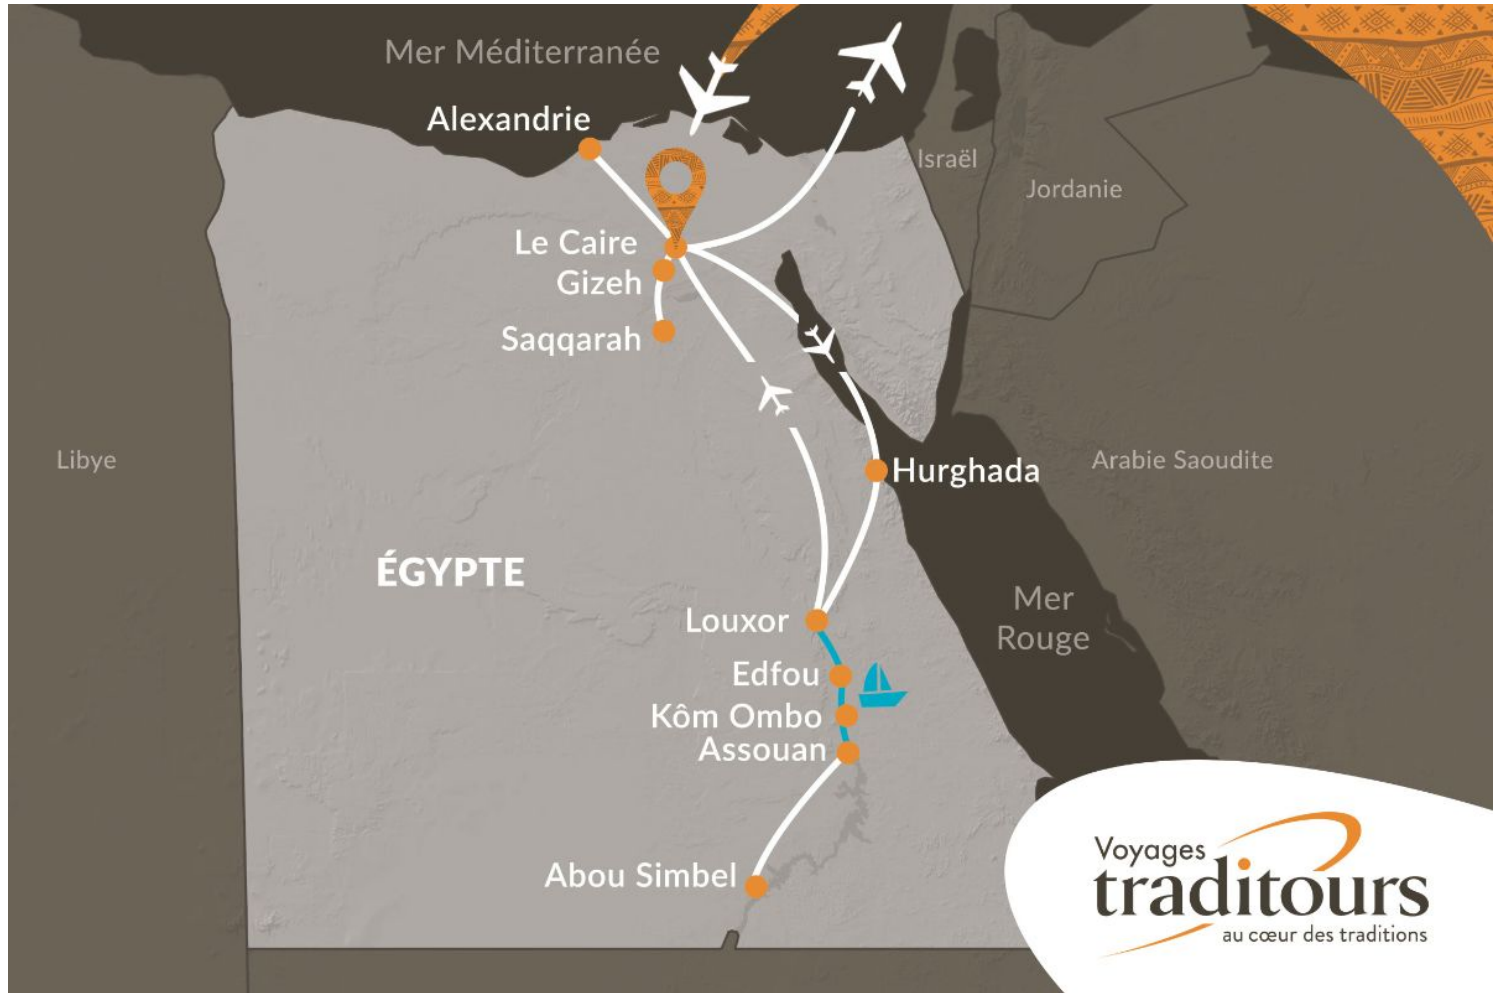 Mer Méditerranée
Alexandrie
Israël
Jordanie
Le Caire
Gizeh
Saqqarah
Libye
Hurghada
Arabie Saoudite
ÉGYPTE
Mer
Rouge
Louxor
Edfou
Kôm Ombo
Assouan
Abou Simbel
Voyages
traditours
au cœur des traditions